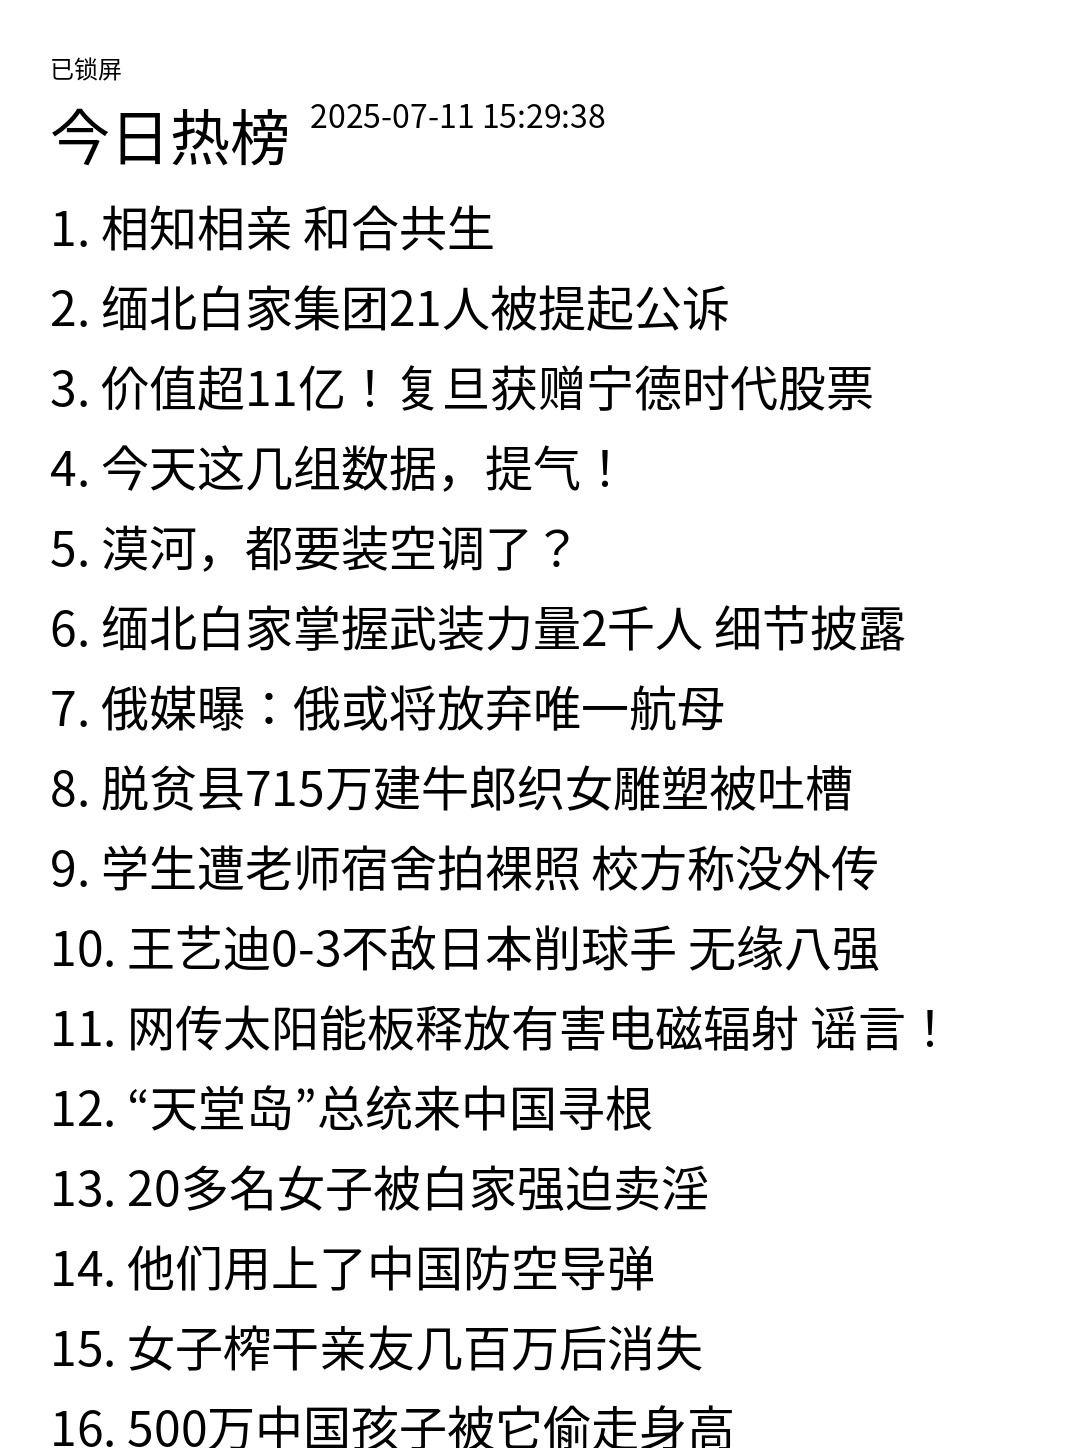 已锁屏
今日热榜 2025-07-11 15:29:38
1. 相知相亲 和合共生
2. 缅北白家集团21人被提起公诉
3. 价值超11亿！复旦获赠宁德时代股票
4. 今天这几组数据，提气！
5. 漠河，都要装空调了？
6. 缅北白家掌握武装力量2千人 细节披露
7. 俄媒曝：俄或将放弃唯一航母
8. 脱贫县715万建牛郎织女雕塑被吐槽
9. 学生遭老师宿舍拍裸照 校方称没外传
10. 王艺迪0-3不敌日本削球手 无缘八强
11. 网传太阳能板释放有害电磁辐射 谣言！
12. “天堂岛”总统来中国寻根
13. 20多名女子被白家强迫卖淫
14. 他们用上了中国防空导弹
15. 女子榨干亲友几百万后消失
16. 500万中国孩子被它偷走身高